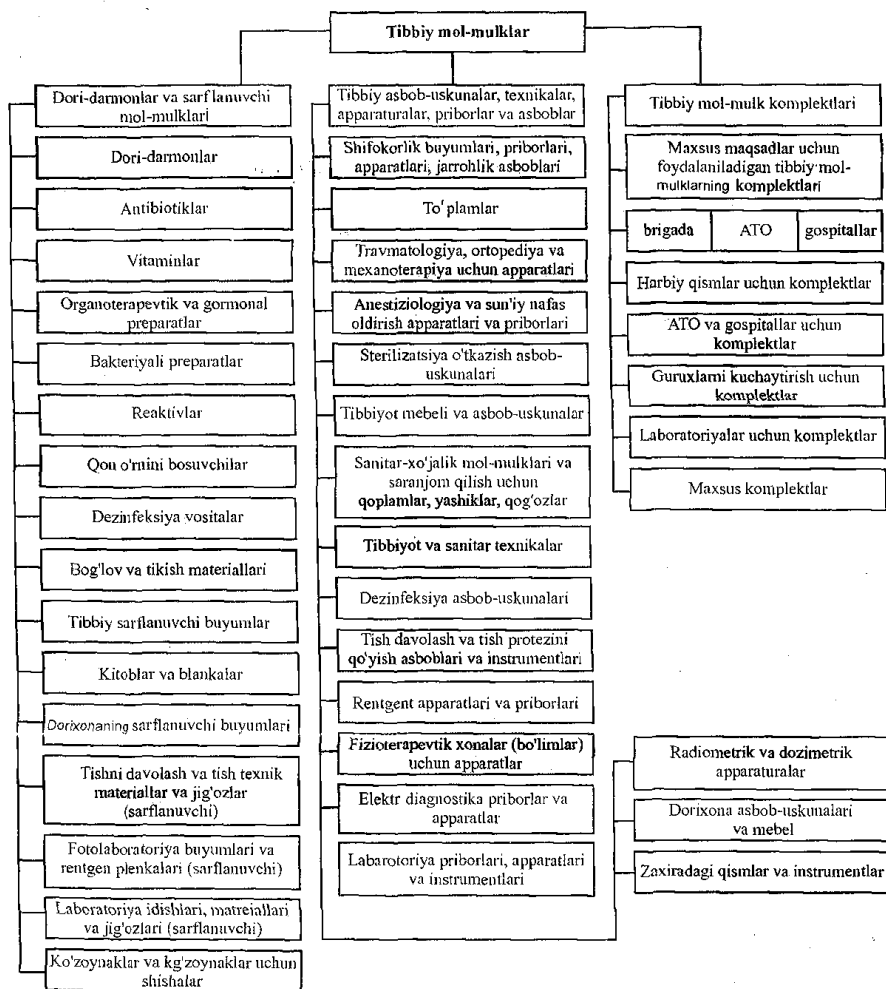 Tibbiy mol-mulklar
Dori-darmonlar va sarflanuvchi
mol-mulklari
Dori-darmonlar
Antibiotiklar
Vitaminlar
Organoterapevtik va gormonal
preparatlar
Bakteriyali preparatlar
Reaktivlar
Qon o'rnini bosuvchilar
Dezinfeksiya vositalar
Bog'lov va tikish materiallari
Tibbiy sarflanuvchi buyumlar
Kitoblar va blankalar
Dorixonaning sarflanuvchi buyumlari
Tishni davolash va tish texnik
materiallar va jig'ozlar
(sarflanuvchi)
Fotolaboratoriya buyumlari va
rentgen plenkalari (sarflanuvchi)
Laboratoriya idishlari, matreiallari
va jig'ozlari (sarflanuvchi)
Ko'zoynaklar va kg'zoynaklar uchun
shishalar
Tibbiy asbob-uskunalar, texnikalar,
apparaturalar, priborlar va asboblar
Shifokorlik buyumlari, priborlari,
apparatlari, jarrohlik asboblari
To'plamlar
Travmatologiya, ortopediya va
mexanoterapiya uchun apparatlari
Anestiziologiya va sun'iy nafas
oldirish apparatlari va priborlari
Sterilizatsiya o'tkazish asbob-
uskunalari
Tibbiyot mebeli va asbob-uskunalar
Sanitar-xo'jalik mol-mulklari va
saranjom qilish uchun
qoplamlar, yashiklar, qog'ozlar
Tibbiyot va sanitar texnikalar
Dezinfeksiya asbob-uskunalari
Tish davolash va tish protezini
qo'yish asboblari va instrumentlari
Rentgent apparatlari va priborlari
Fizioterapevtik xonalar (bo'limlar)
uchun apparatlar
Elektr diagnostika priborlar va
apparatlar
Labarotoriya priborlari, apparatlari
va instrumentlari
Tibbiy mol-mulk komplektlari
Maxsus maqsadlar uchun
foydalaniladigan tibbiy mol-
mulklarning komplektlari
brigada ATO gospitallar
Harbiy qismlar uchun komplektlar
ATO va gospitallar uchun
komplektlar
Guruxlarni kuchaytirish uchun
komplektlar
Laboratoriyalar uchun komplektlar
Maxsus komplektlar
Radiometrik va dozimetrik
apparaturalar
Dorixona asbob-uskunalari
va mebel
Zaxiradagi qismlar va instrumentlar